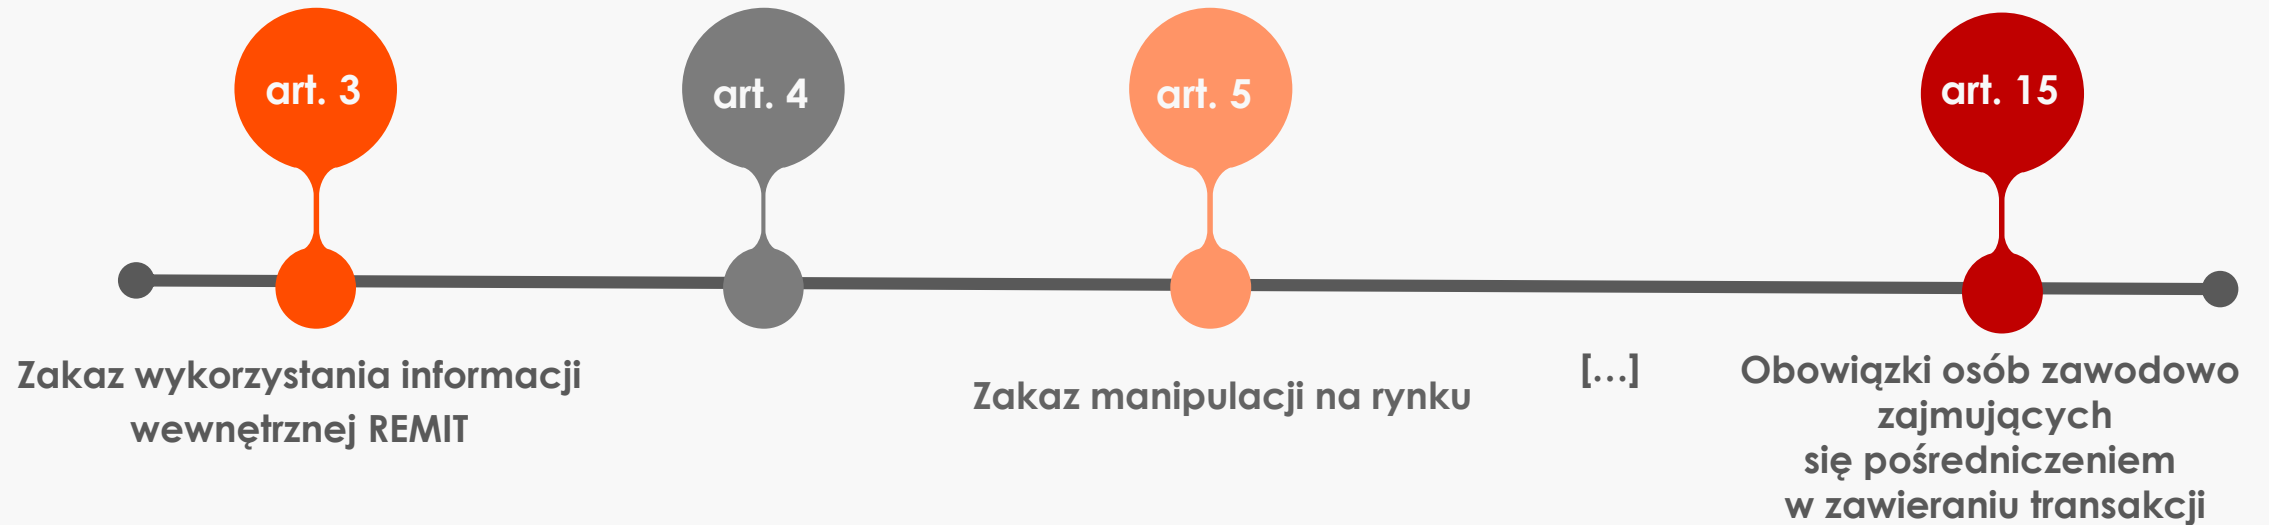 art. 3
art. 4
art. 5
art. 15
Zakaz wykorzystania informacji
wewnętrznej REMIT
Zakaz manipulacji na rynku
[...]
Obowiązki osób zawodowo
zajmujących
się pośredniczeniem
w zawieraniu transakcji